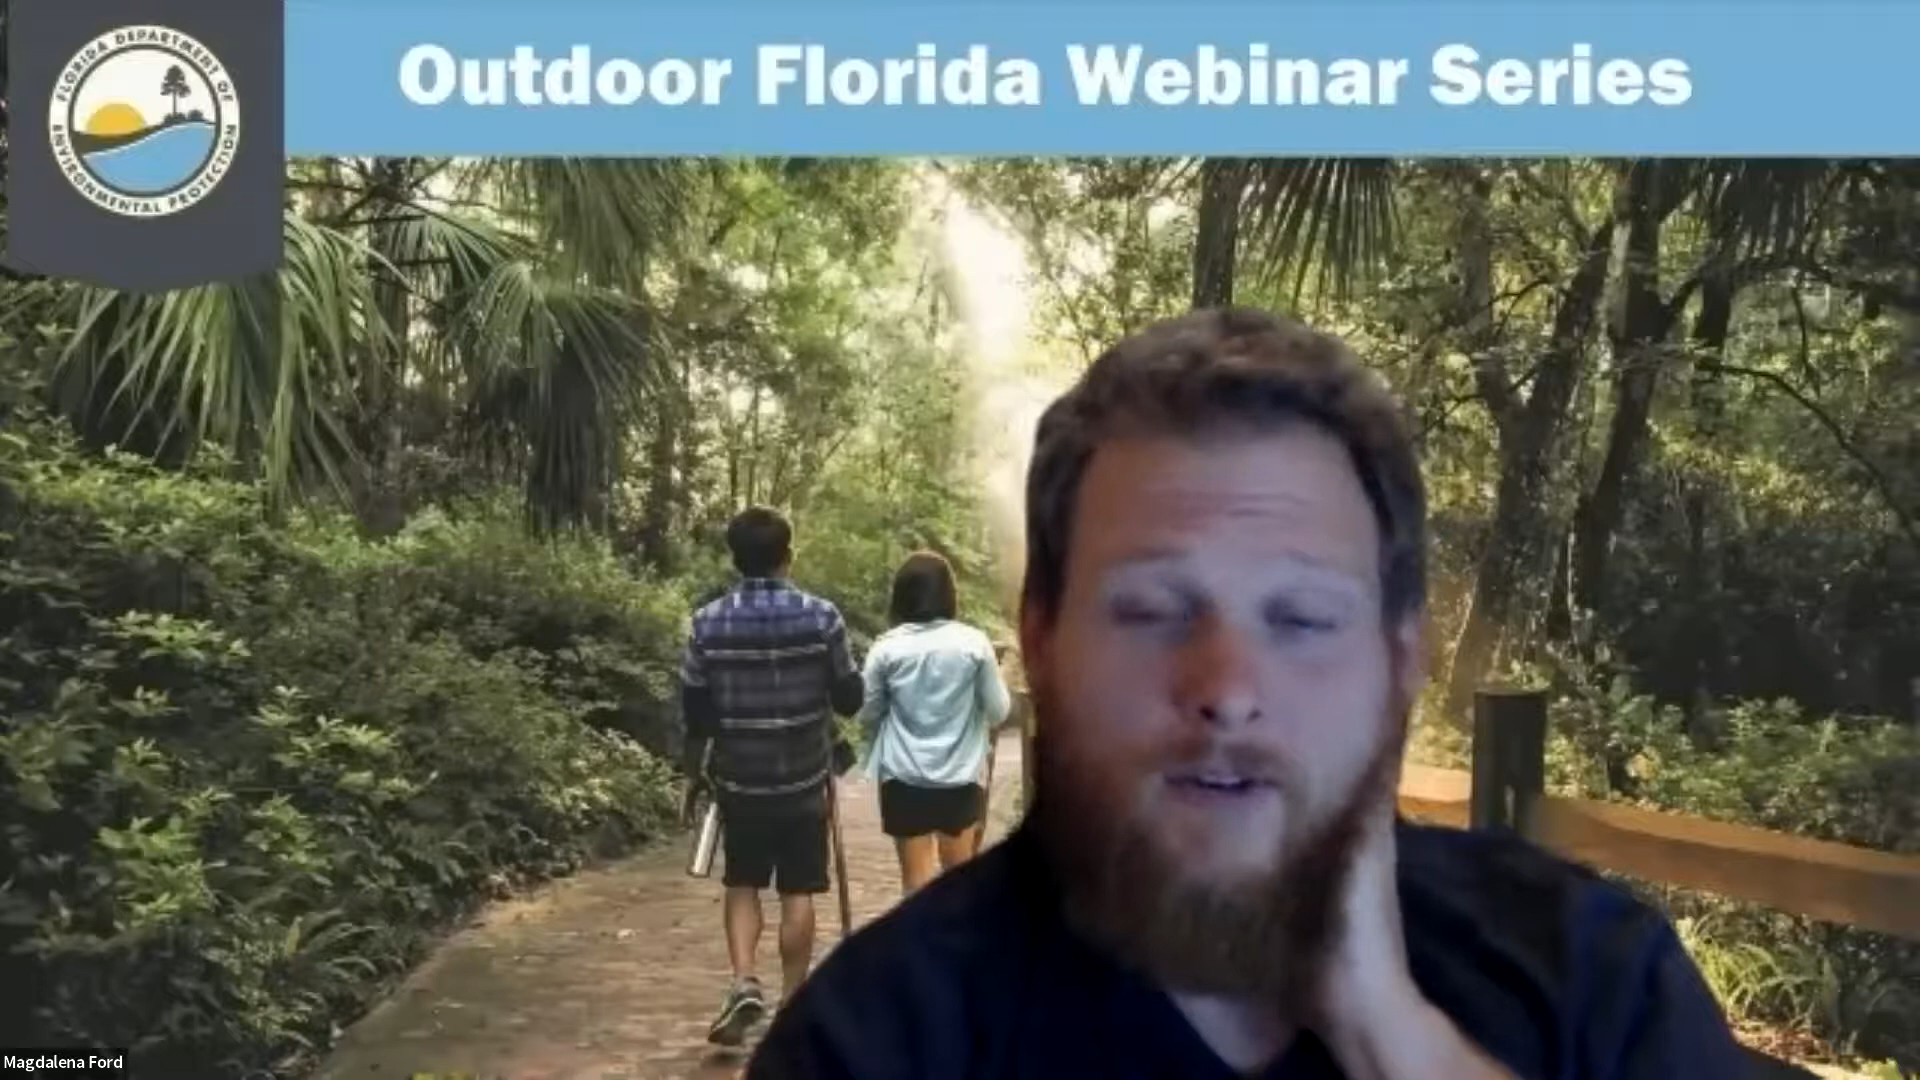 FLORIDA DEPARTMENT OF
ENVIRONMENTAL PROTECTION
Outdoor Florida Webinar Series
Magdalena Ford